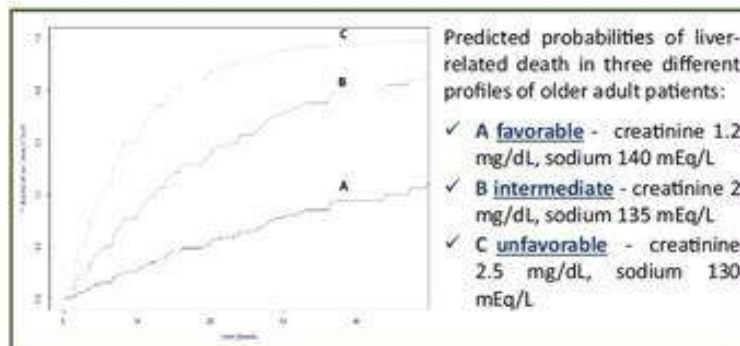 C
B
A
Predicted probabilities of liver-
related death in three different
profiles of older adult patients:
✓ A favorable - creatinine 1.2
mg/dL, sodium 140 mEq/L
✓ B intermediate - creatinine 2
mg/dL, sodium 135 mEq/L
✓ C unfavorable - creatinine
2.5 mg/dL, sodium 130
mEq/L